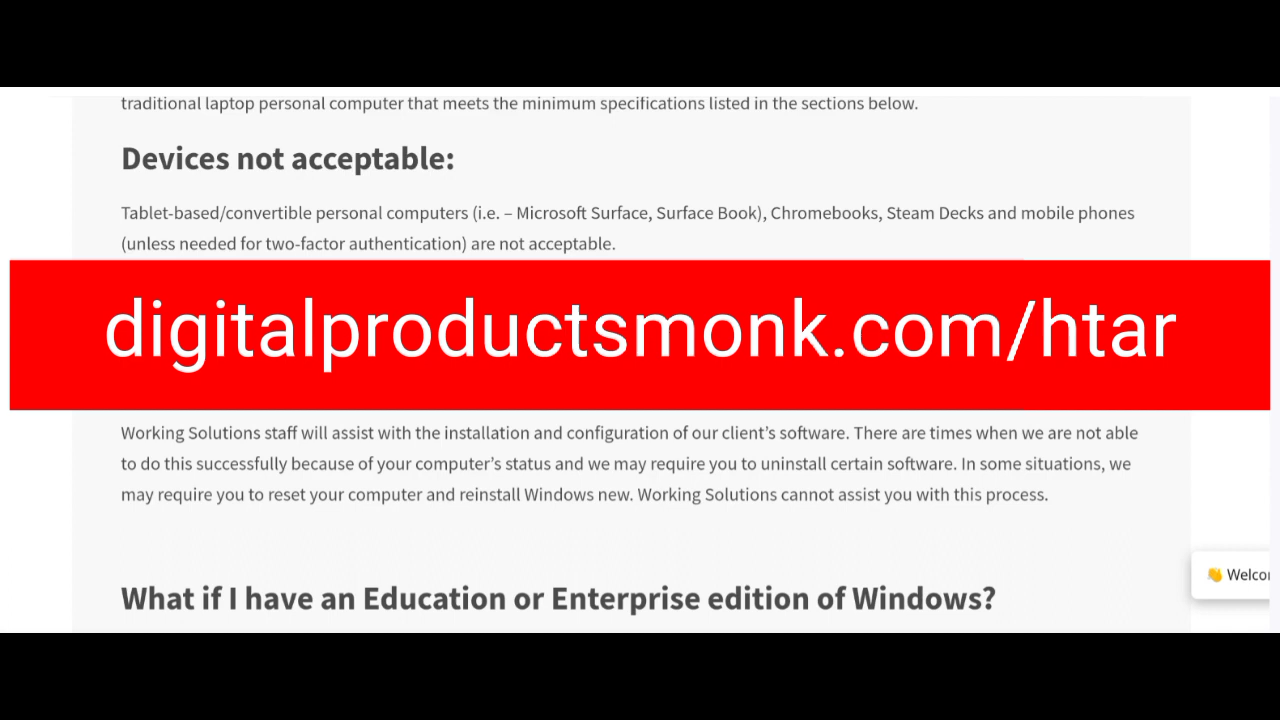 traditional laptop personal computer that meets the minimum specifications listed in the sections below.
Devices not acceptable:
Tablet-based/convertible personal computers (i.e. – Microsoft Surface, Surface Book), Chromebooks, Steam Decks and mobile phones
(unless needed for two-factor authentication) are not acceptable.
digitalproductsmonk.com/htar
Working Solutions staff will assist with the installation and configuration of our client’s software. There are times when we are not able
to do this successfully because of your computer’s status and we may require you to uninstall certain software. In some situations, we
may require you to reset your computer and reinstall Windows new. Working Solutions cannot assist you with this process.
👋 Welco
What if I have an Education or Enterprise edition of Windows?